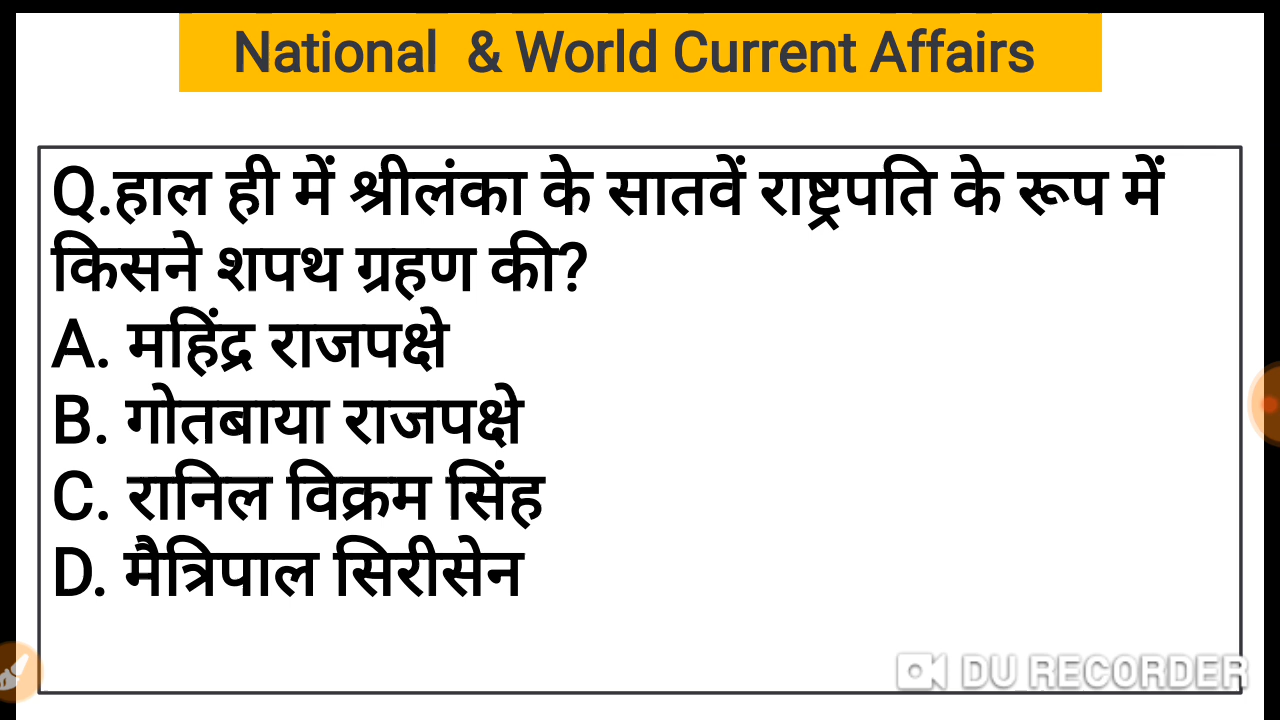 National & World Current Affairs
Q.हाल ही में श्रीलंका के सातवें राष्ट्रपति के रूप में
किसने शपथ ग्रहण की?
A. महिंद्र राजपक्षे
B. गोतबाया राजपक्षे
C. रानिल विक्रम सिंह
D. मैत्रिपाल सिरीसेन
DU RECORDER